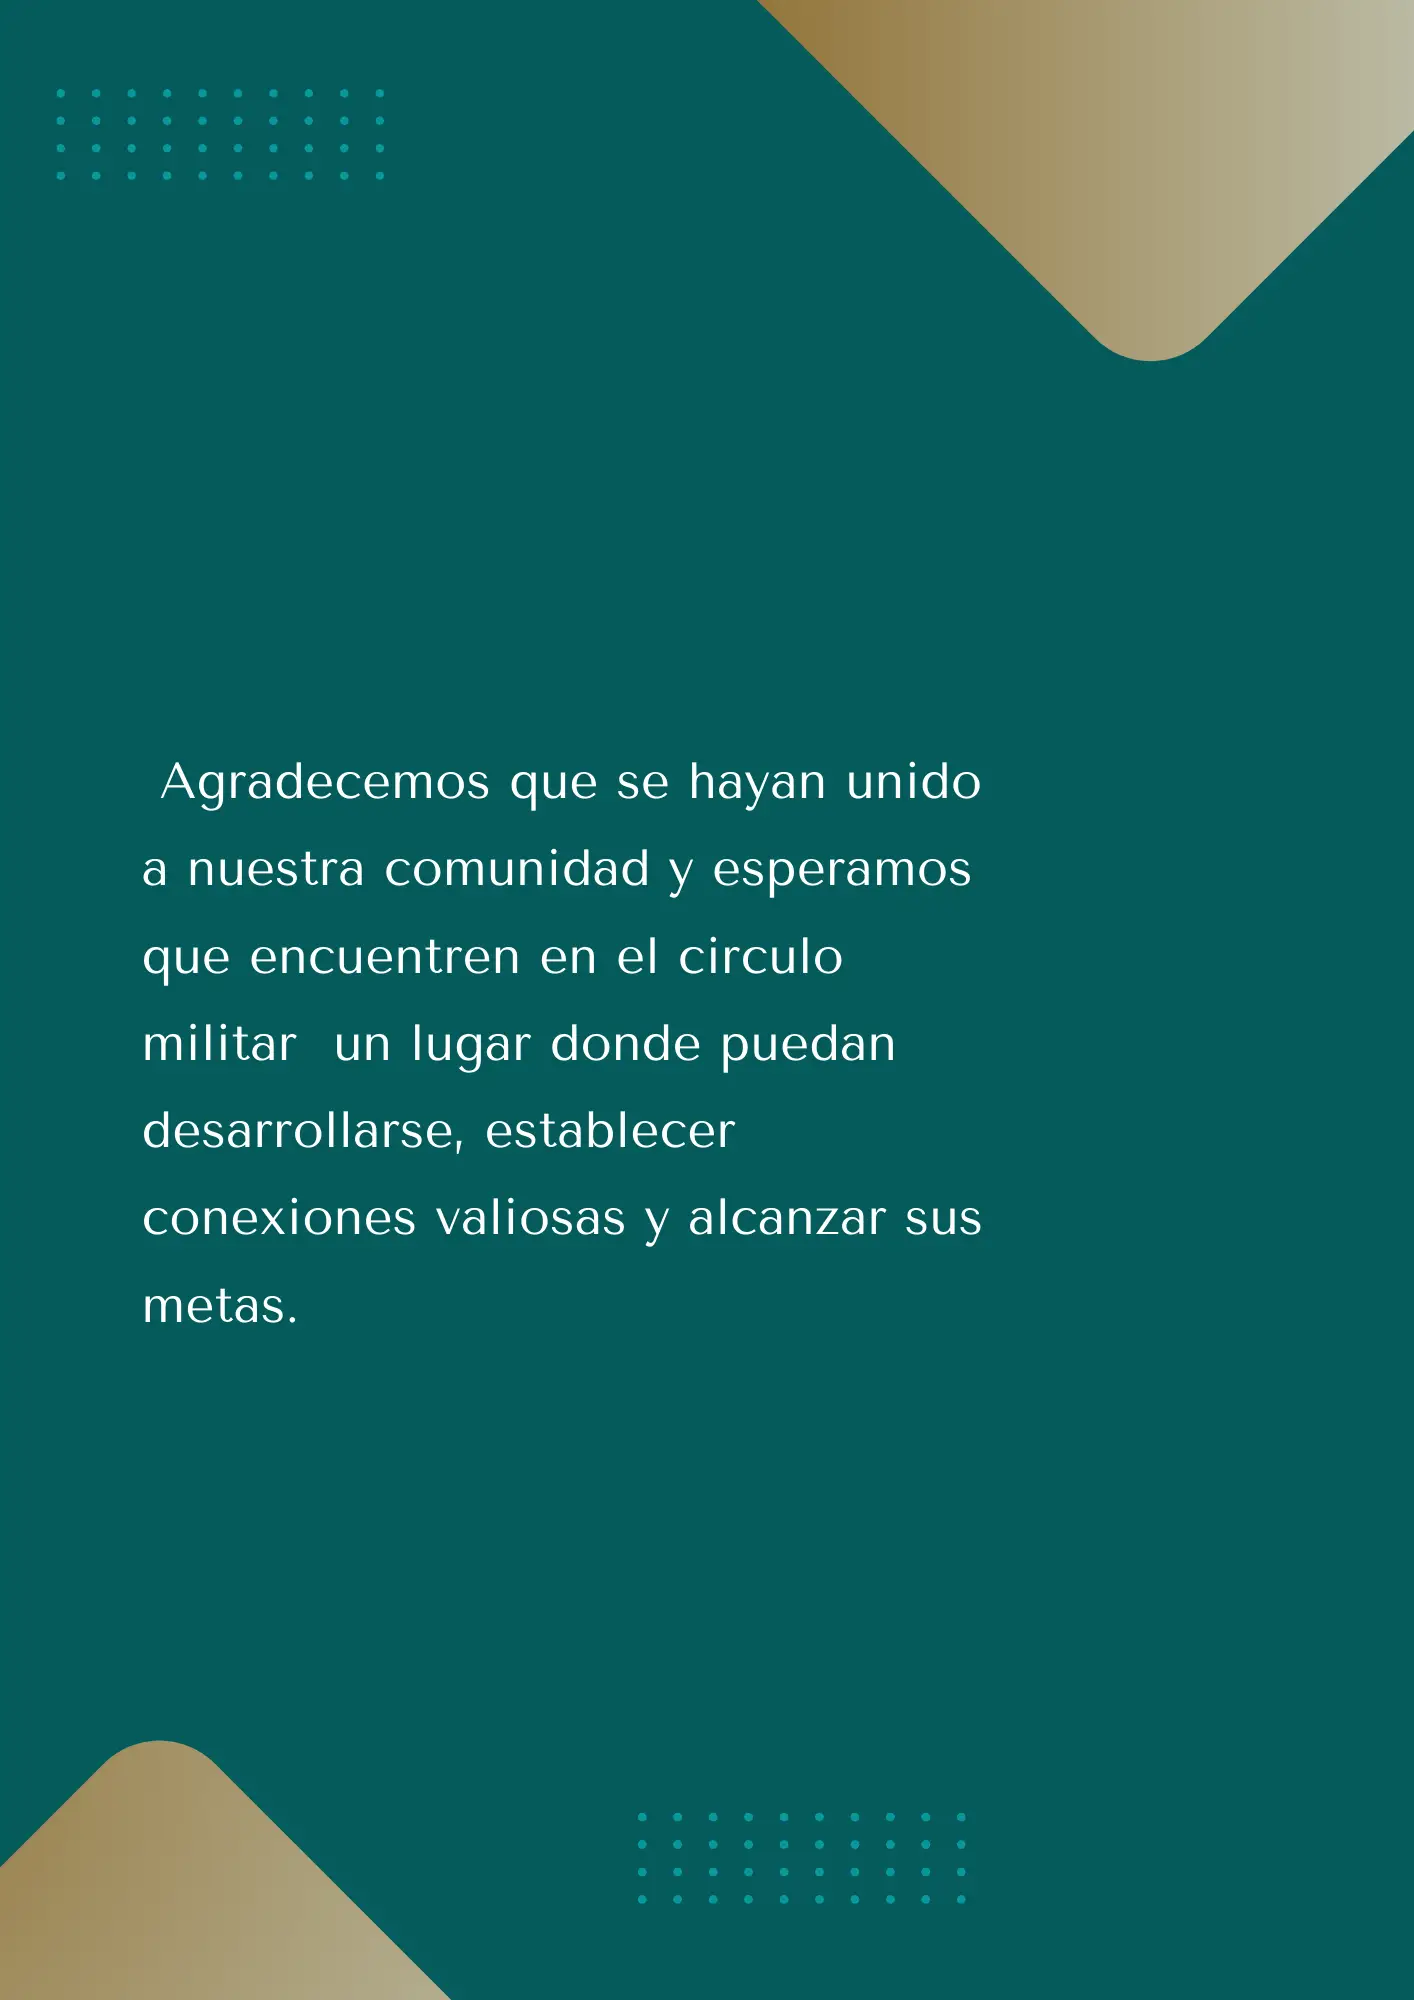 Agradecemos que se hayan unido
a nuestra comunidad y esperamos
que encuentren en el circulo
militar  un lugar donde puedan
desarrollarse, establecer
conexiones valiosas y alcanzar sus
metas.